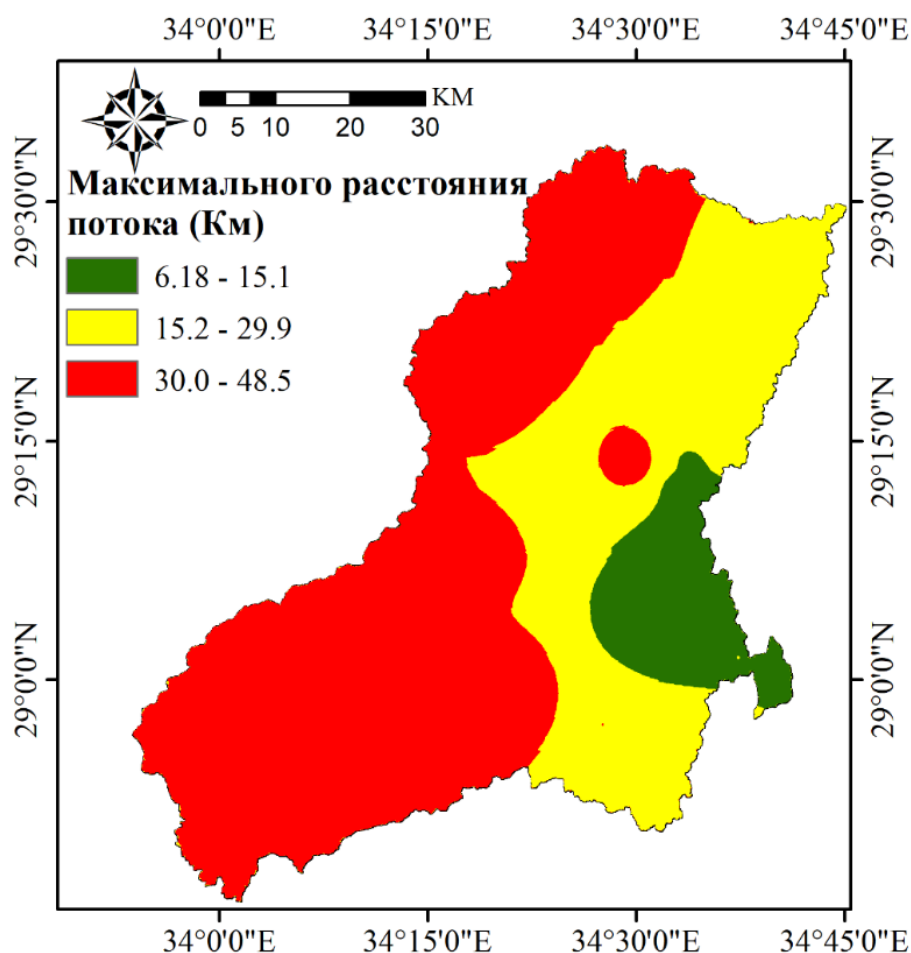 34°0'0"E 34°15'0"E 34°30'0"E 34°45'0"E
KM
0 5 10 20 30
Максимального расстояния
потока (Км)
6.18 - 15.1
15.2 - 29.9
30.0 - 48.5
29°30'0"N 29°30'0"N
29°15'0"N 29°15'0"N
29°0'0"N 29°0'0"N
34°0'0"E 34°15'0"E 34°30'0"E 34°45'0"E